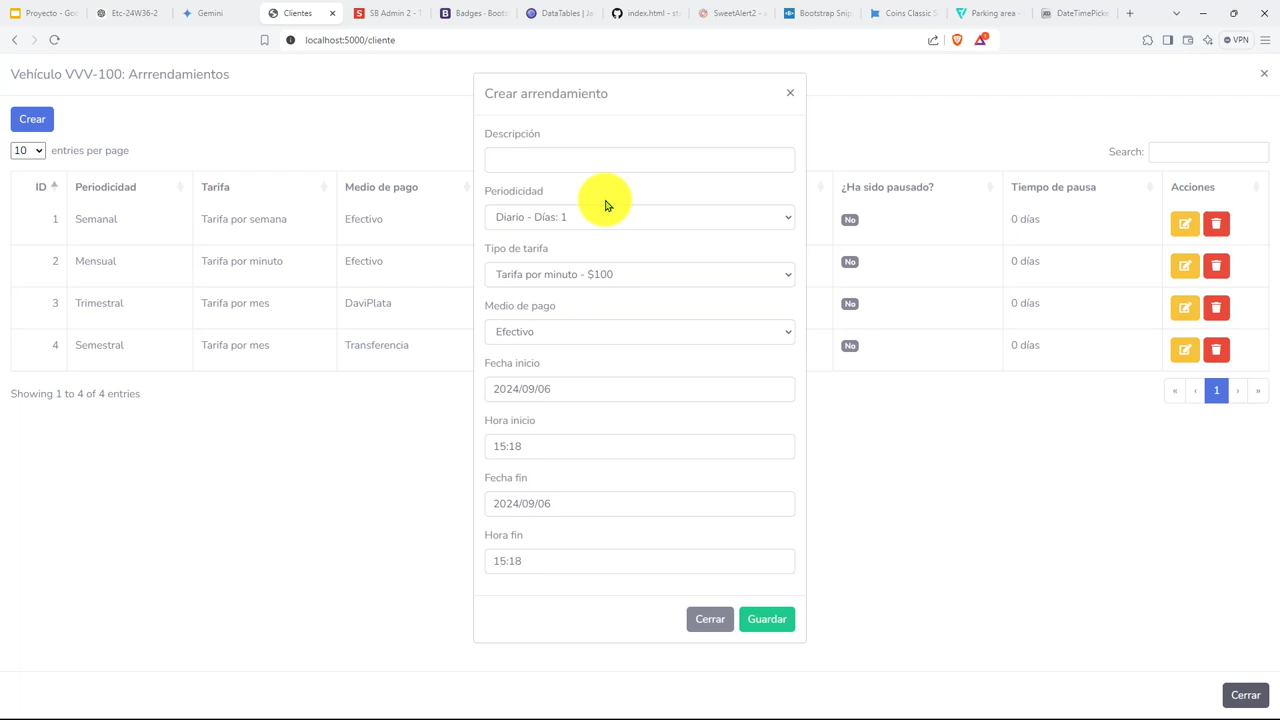 Proyecto - Goo
Etc-24W36-2
Gemini
Clientes
SB Admin 2 - T
Badges - Boots
DataTables | Ja
index.html - st
SweetAlert2 - a
Bootstrap Snip
Coins Classic S
Parking area -
DateTimePicke
localhost:5000/cliente
VPN
Vehículo VVV-100: Arrrendamientos
Crear
10 entries per page
Search:
ID Periodicidad Tarifa Medio de pago ¿Ha sido pausado? Tiempo de pausa Acciones
1 Semanal Tarifa por semana Efectivo No 0 días
2 Mensual Tarifa por minuto Efectivo No 0 días
3 Trimestral Tarifa por mes DaviPlata No 0 días
4 Semestral Tarifa por mes Transferencia No 0 días
Showing 1 to 4 of 4 entries
« ‹ 1 › »
Crear arrendamiento
Descripción
Periodicidad
Diario - Días: 1
Tipo de tarifa
Tarifa por minuto - $100
Medio de pago
Efectivo
Fecha inicio
2024/09/06
Hora inicio
15:18
Fecha fin
2024/09/06
Hora fin
15:18
Cerrar Guardar
Cerrar